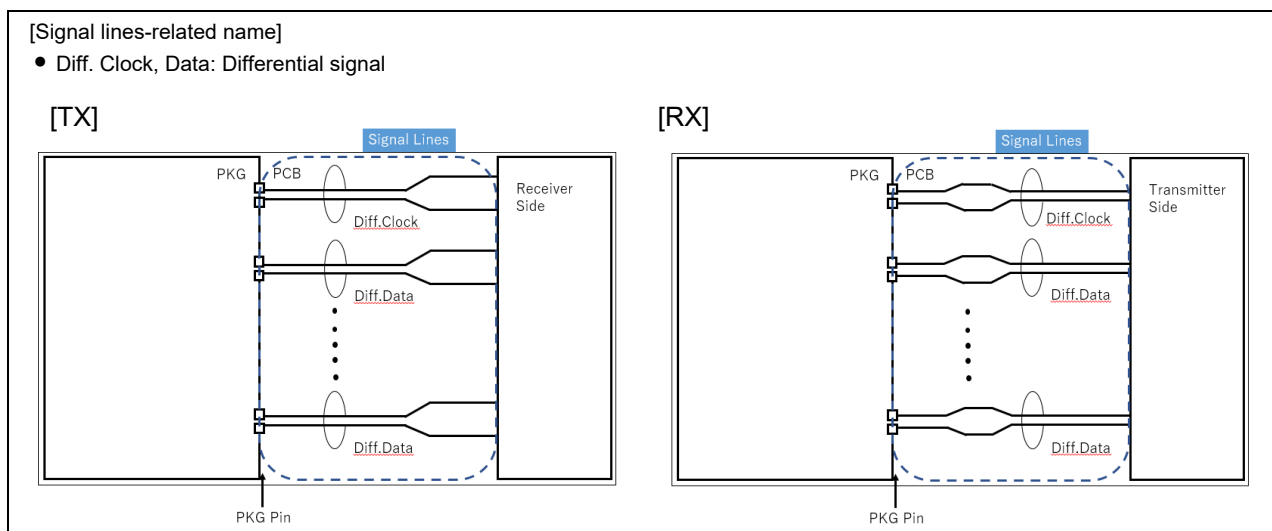 [Signal lines-related name]
● Diff. Clock, Data: Differential signal
[TX]
Signal Lines
PKG PCB
Receiver
Side
Diff.Clock
Diff.Data
Diff.Data
PKG Pin
[RX]
Signal Lines
PKG PCB
Transmitter
Side
Diff.Clock
Diff.Data
Diff.Data
PKG Pin